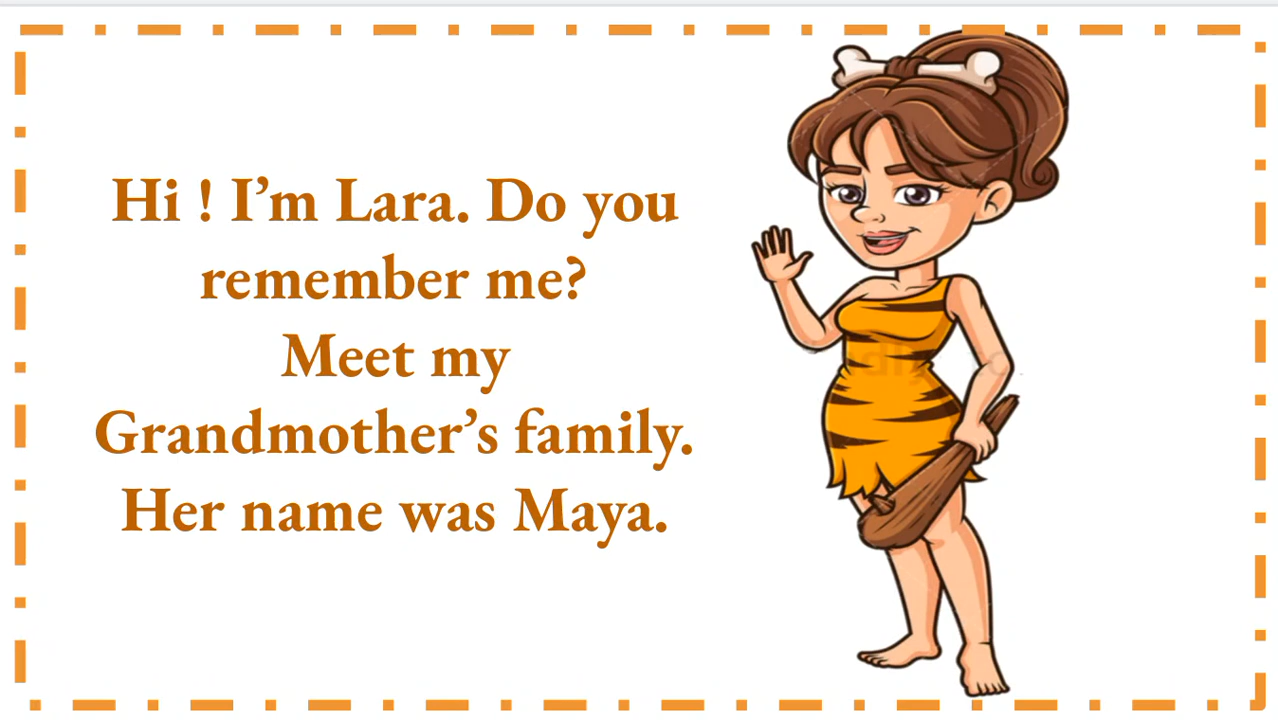 Hi ! I’m Lara. Do you
remember me?
Meet my
Grandmother’s family.
Her name was Maya.